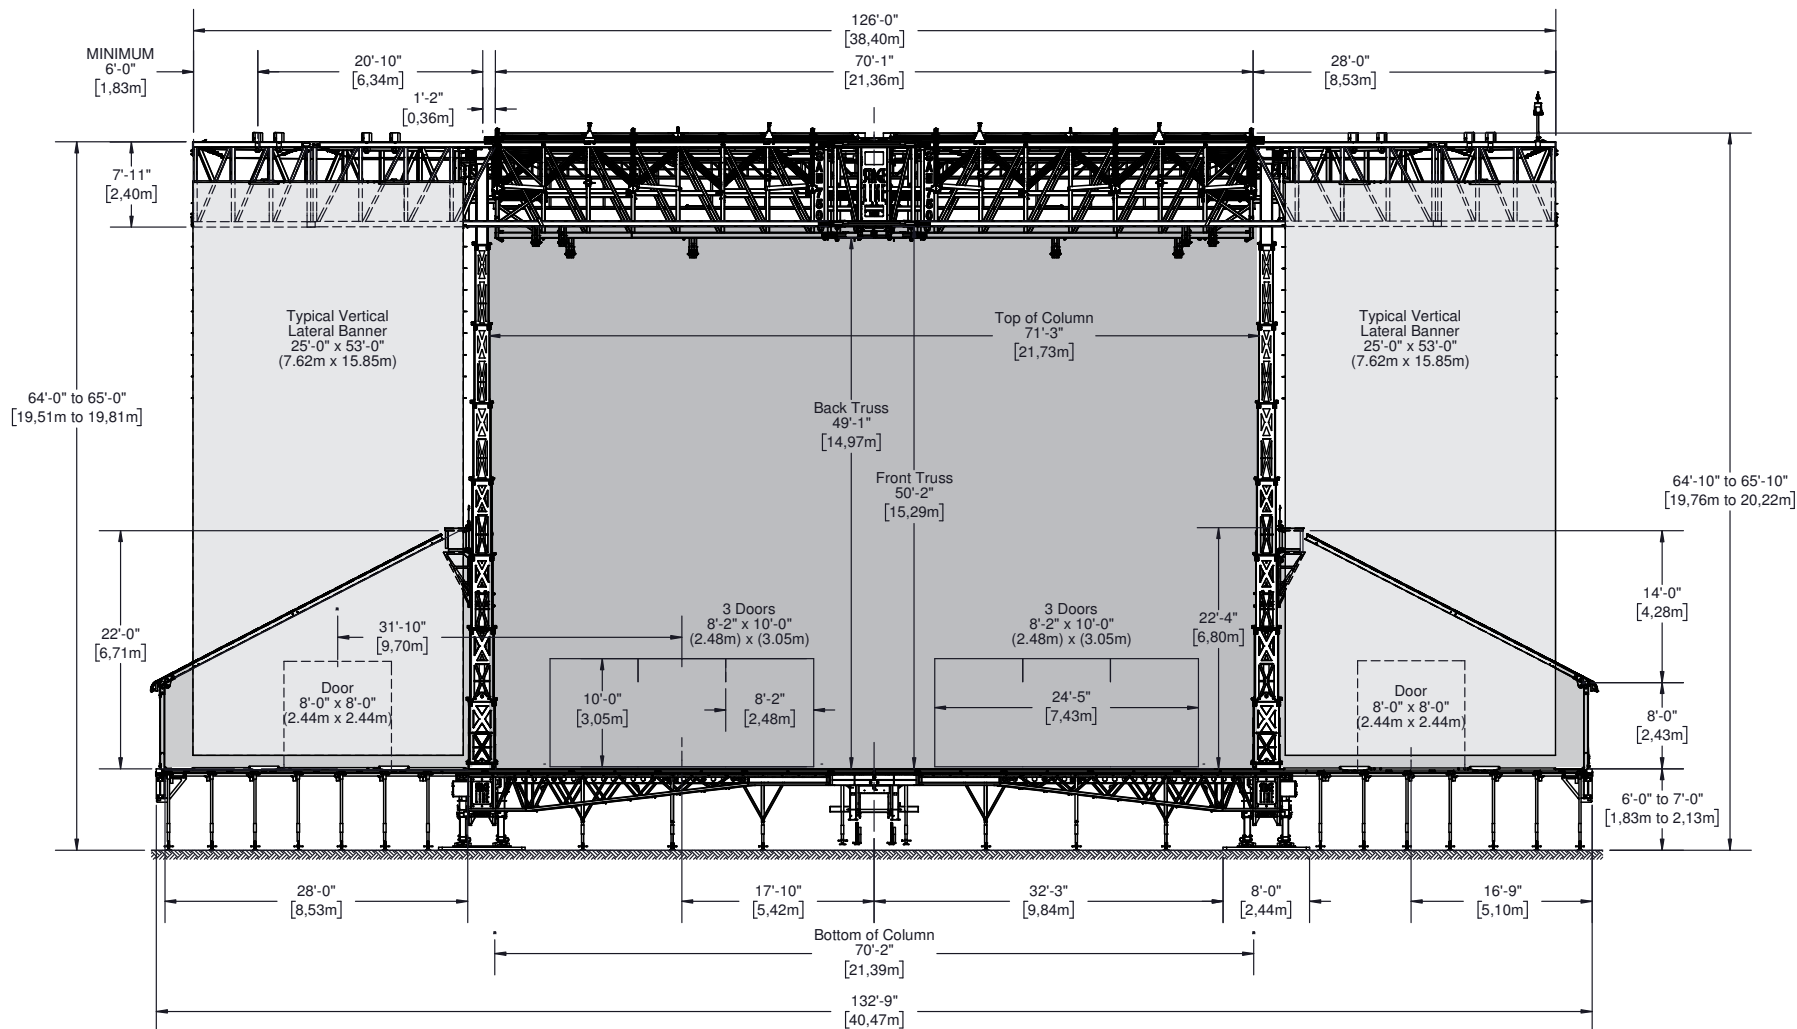 126'-0"
[38,40m]
MINIMUM
6'-0"
[1,83m]
20'-10"
[6,34m]
70'-1"
[21,36m]
28'-0"
[8,53m]
1'-2"
[0,36m]
7'-11"
[2,40m]
Typical Vertical
Lateral Banner
25'-0" x 53'-0"
(7.62m x 15.85m)
Top of Column
71'-3"
[21,73m]
Typical Vertical
Lateral Banner
25'-0" x 53'-0"
(7.62m x 15.85m)
64'-0" to 65'-0"
[19,51m to 19,81m]
Back Truss
49'-1"
[14,97m]
Front Truss
50'-2"
[15,29m]
64'-10" to 65'-10"
[19,76m to 20,22m]
22'-0"
[6,71m]
31'-10"
[9,70m]
3 Doors
8'-2" x 10'-0"
(2.48m) x (3.05m)
3 Doors
8'-2" x 10'-0"
(2.48m) x (3.05m)
22'-4"
[6,80m]
14'-0"
[4,28m]
Door
8'-0" x 8'-0"
(2.44m x 2.44m)
10'-0"
[3,05m]
8'-2"
[2,48m]
24'-5"
[7,43m]
Door
8'-0" x 8'-0"
(2.44m x 2.44m)
8'-0"
[2,43m]
6'-0" to 7'-0"
[1,83m to 2,13m]
28'-0"
[8,53m]
17'-10"
[5,42m]
32'-3"
[9,84m]
8'-0"
[2,44m]
16'-9"
[5,10m]
Bottom of Column
70'-2"
[21,39m]
132'-9"
[40,47m]